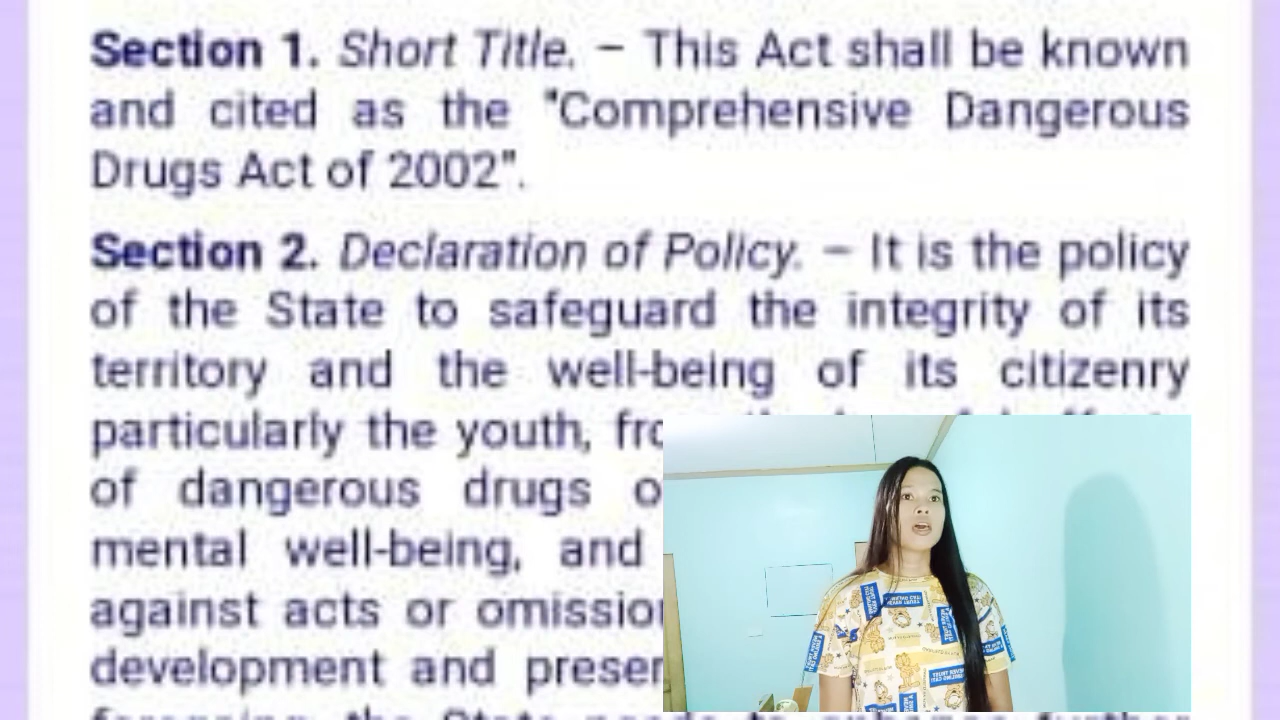 Section 1. Short Title. – This Act shall be known
and cited as the "Comprehensive Dangerous
Drugs Act of 2002".
Section 2. Declaration of Policy. – It is the policy
of the State to safeguard the integrity of its
territory and the well-being of its citizenry
particularly the youth,
of dangerous drugs
mental well-being, and
against acts or
development and